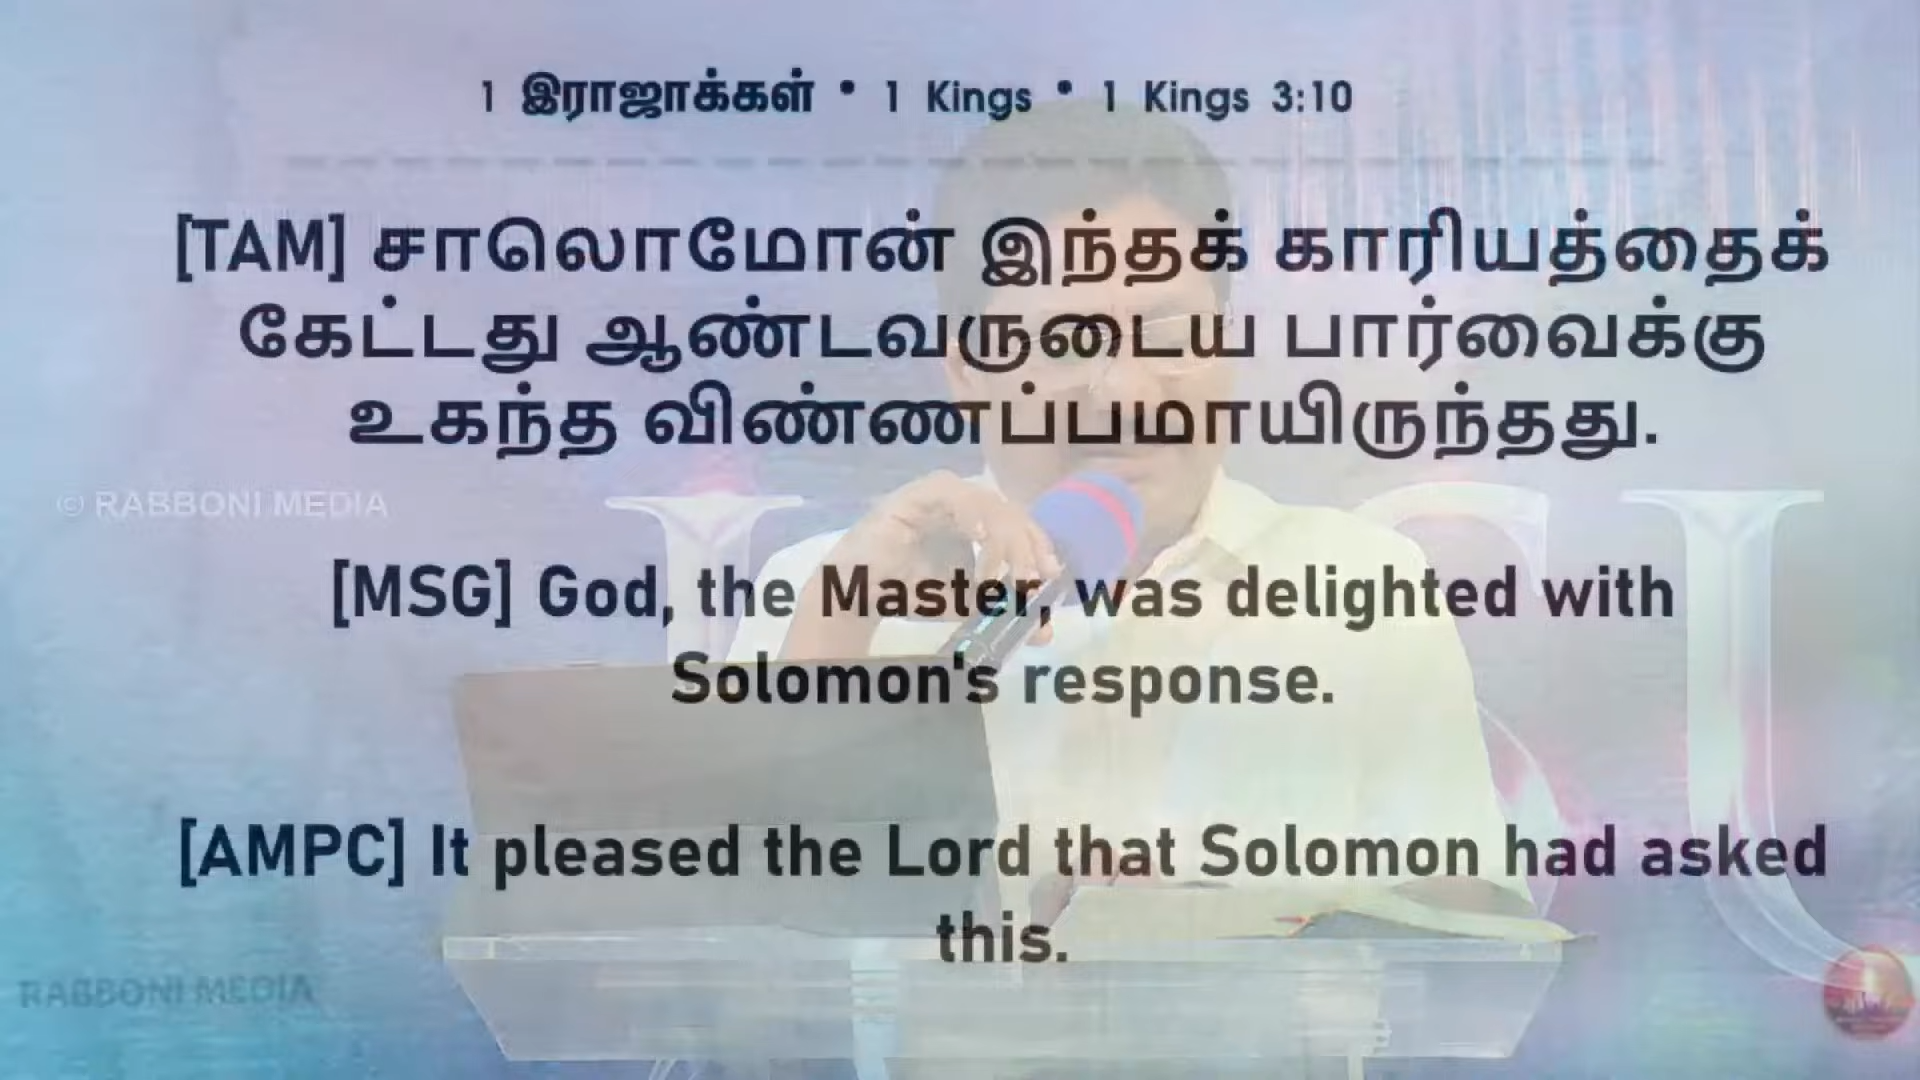 1 இராஜாக்கள் • 1 Kings • 1 Kings 3:10
[TAM] சாலொமோன் இந்தக் காரியத்தைக்
கேட்டது ஆண்டவருடைய பார்வைக்கு
உகந்த விண்ணப்பமாயிருந்தது.
© RABBONI MEDIA
[MSG] God, the Master, was delighted with
Solomon's response.
[AMPC] It pleased the Lord that Solomon had asked
this.
RABBONI MEDIA